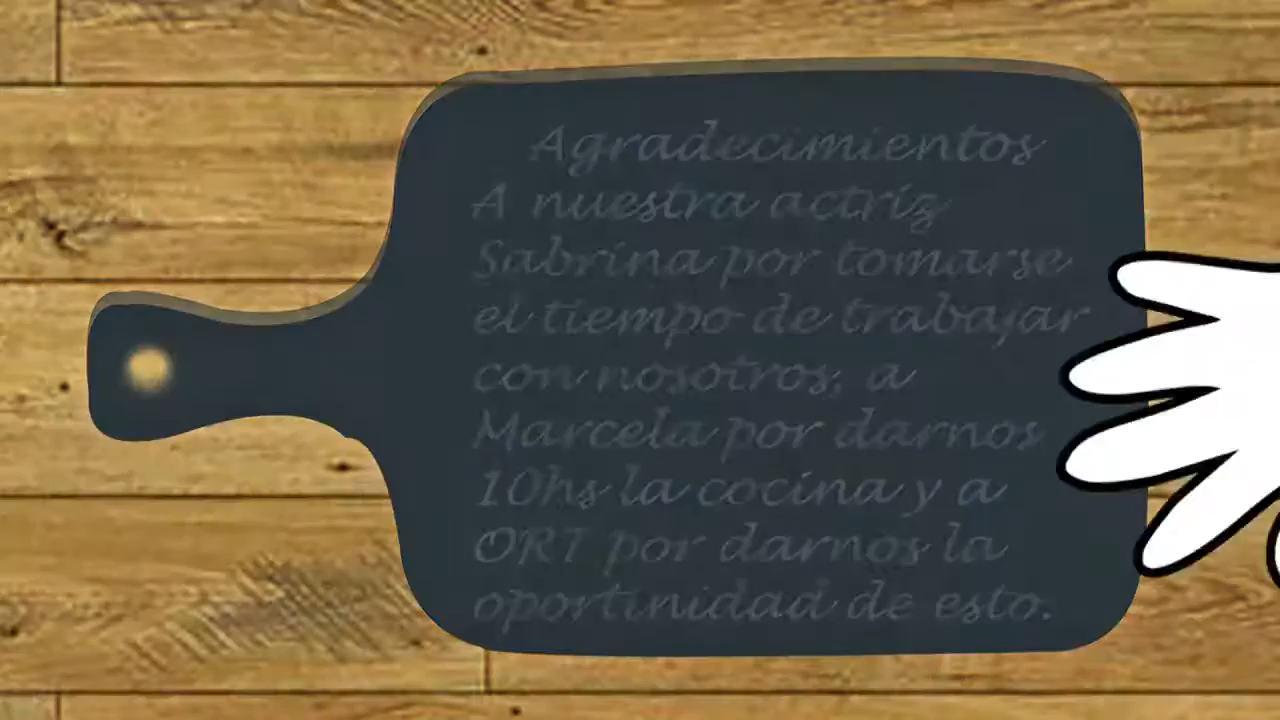 Agradecimientos
A nuestra actriz
Sabrina por tomarse
el tiempo de trabajar
con nosotros, a
Marcela por darnos
10hs la cocina y a
ORT por darnos la
oportunidad de esto.